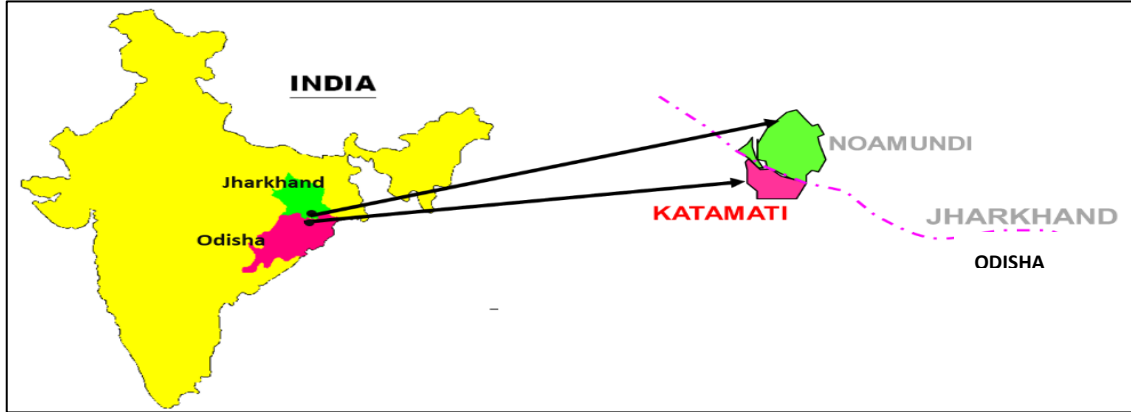 INDIA
Jharkhand
Odisha
NOAMUNDI
KATAMATI
JHARKHAND
ODISHA